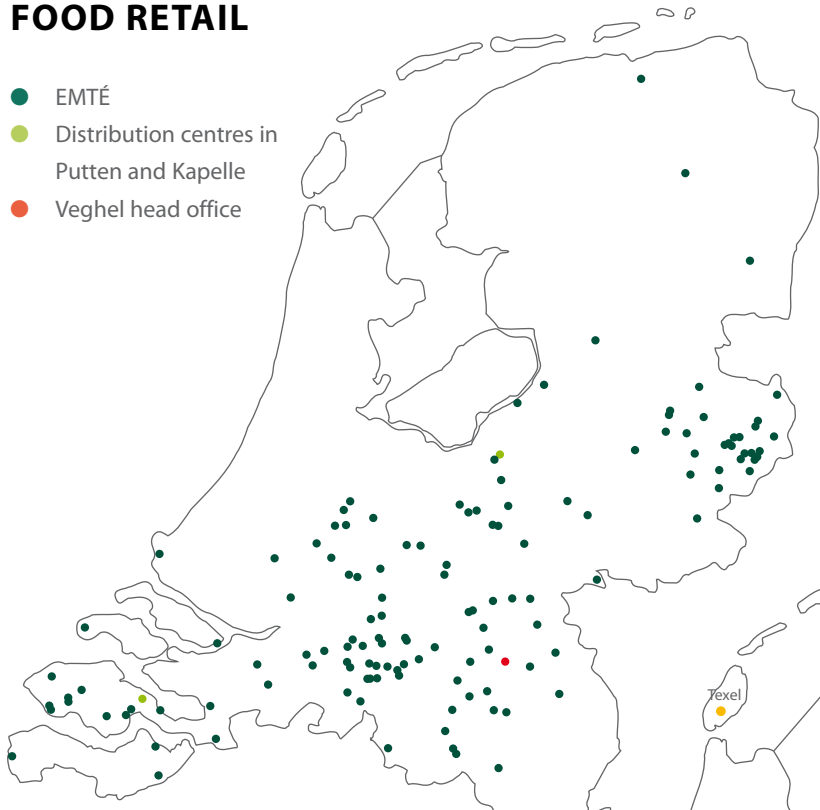 FOOD RETAIL
EMTÉ
Distribution centres in
Putten and Kapelle
Veghel head office
Texel